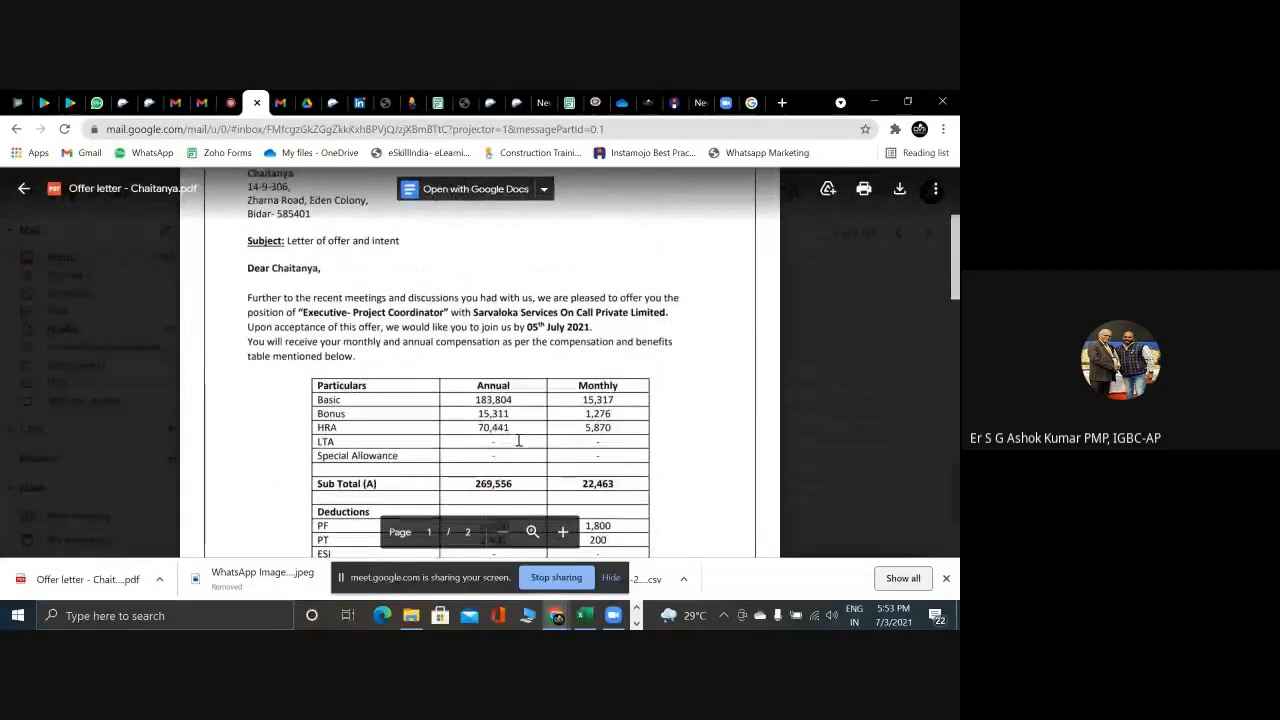 New
New
mail.google.com/mail/u/0/#inbox/FMfcgzGkZGgZkkKxhBPVjQJzjXBmBTtC?projector=1&messagePartId=0.1
Apps
Gmail
WhatsApp
Zoho Forms
My files - OneDrive
eSkillIndia- eLearni...
Construction Traini...
Instamojo Best Prac...
Whatsapp Marketing
Reading list
Chaitanya
Offer letter - Chaitanya.pdf
Open with Google Docs
14-9-306,
Zharna Road, Eden Colony,
Bidar- 585401
Mail
Inbox
Subject: Letter of offer and intent
Dear Chaitanya,
Further to the recent meetings and discussions you had with us, we are pleased to offer you the
position of “Executive- Project Coordinator” with Sarvaloka Services On Call Private Limited.
Upon acceptance of this offer, we would like you to join us by 05th July 2021.
You will receive your monthly and annual compensation as per the compensation and benefits
table mentioned below.
Particulars Annual Monthly
Basic 183,804 15,317
Bonus 15,311 1,276
HRA 70,441 5,870
LTA - -
Special Allowance - -
Sub Total (A) 269,556 22,463
Deductions
PF 1,800
PT 200
ESI - -
Page 1 / 2
Er S G Ashok Kumar PMP, IGBC-AP
Offer letter - Chait....pdf
WhatsApp Image....jpeg
Removed
meet.google.com is sharing your screen.
Stop sharing
Hide
-2....csv
Show all
Type here to search
29°C
ENG
IN
5:53 PM
7/3/2021
22